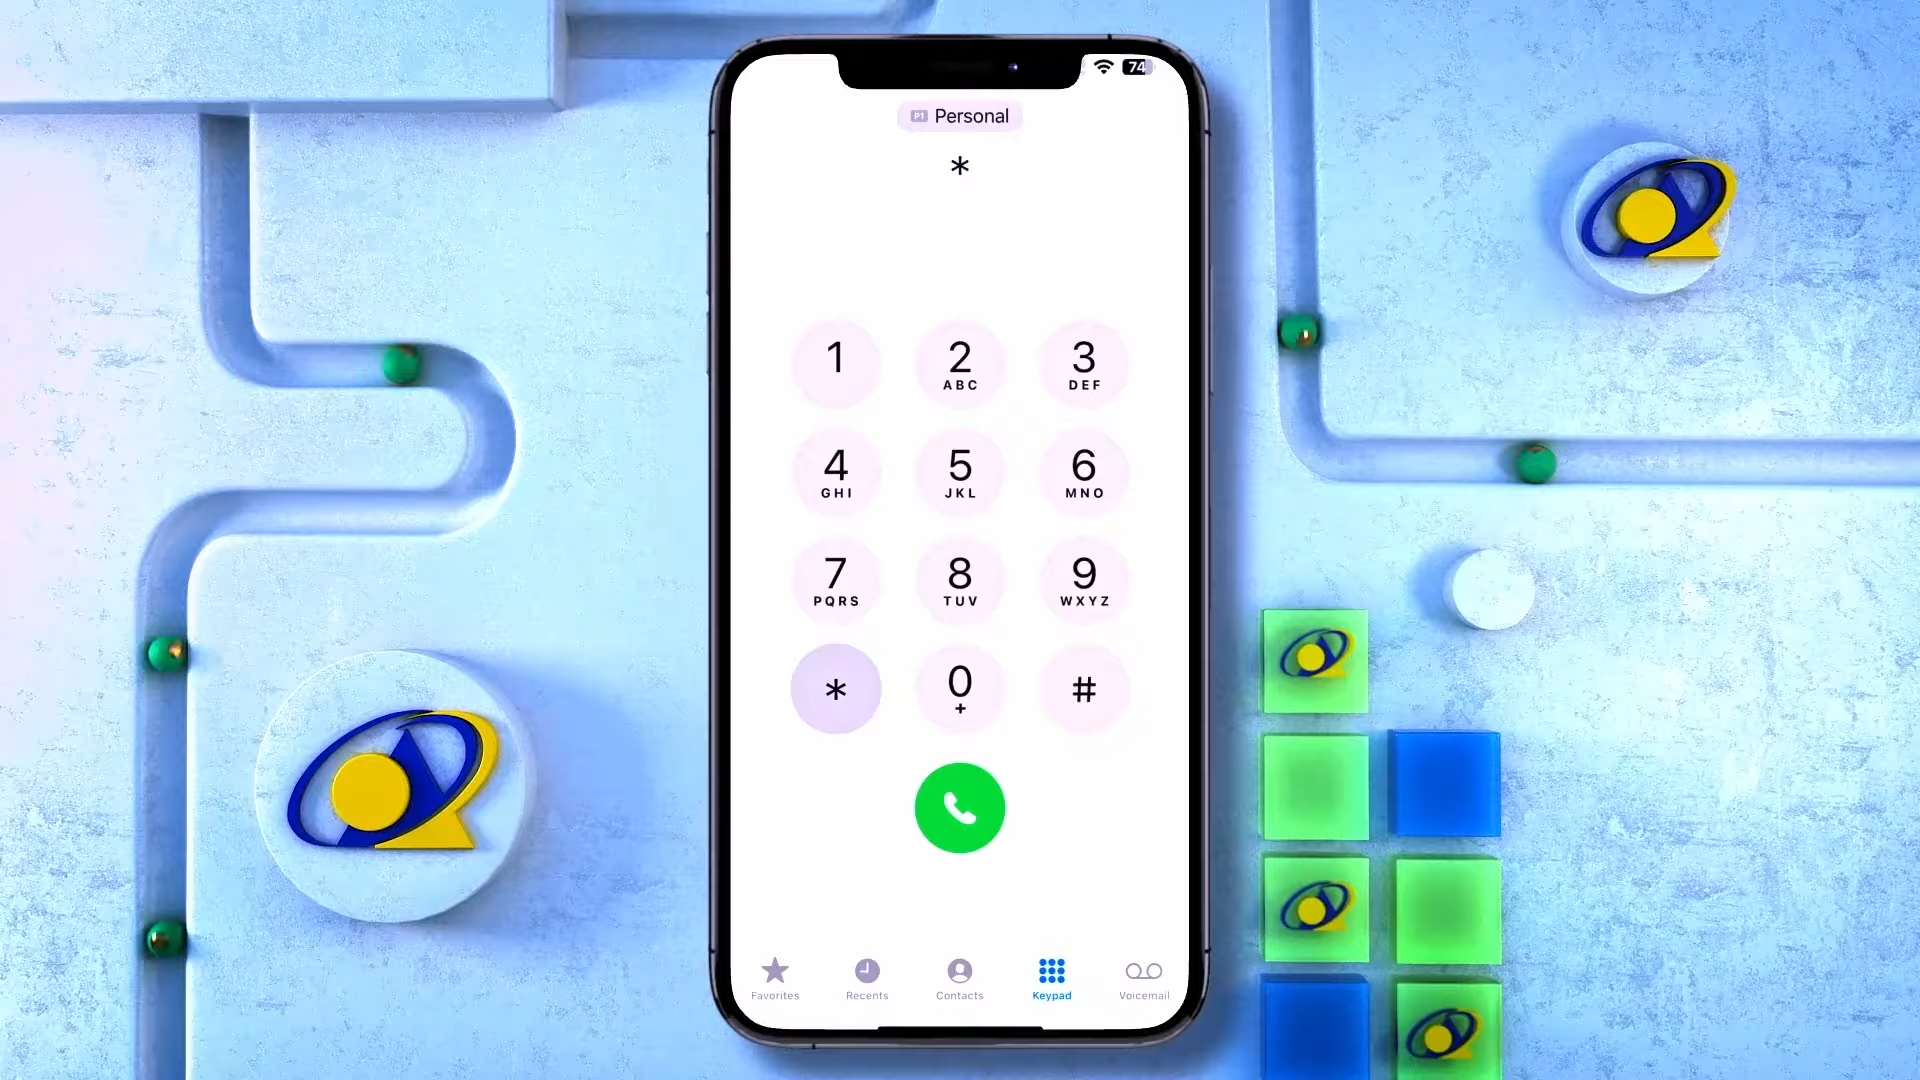 74
P1 Personal
*
1
2
ABC
3
DEF
4
GHI
5
JKL
6
MNO
7
PQRS
8
TUV
9
WXYZ
*
0
+
#
Favorites
Recents
Contacts
Keypad
Voicemail